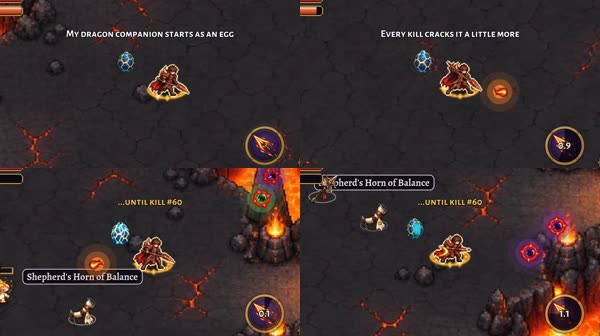 My dragon companion starts as an egg
Every kill cracks it a little more
0.9
...until kill #60
Shepherd's Horn of Balance
0.1
pherd's Horn of Balance
...until kill #60
1.1